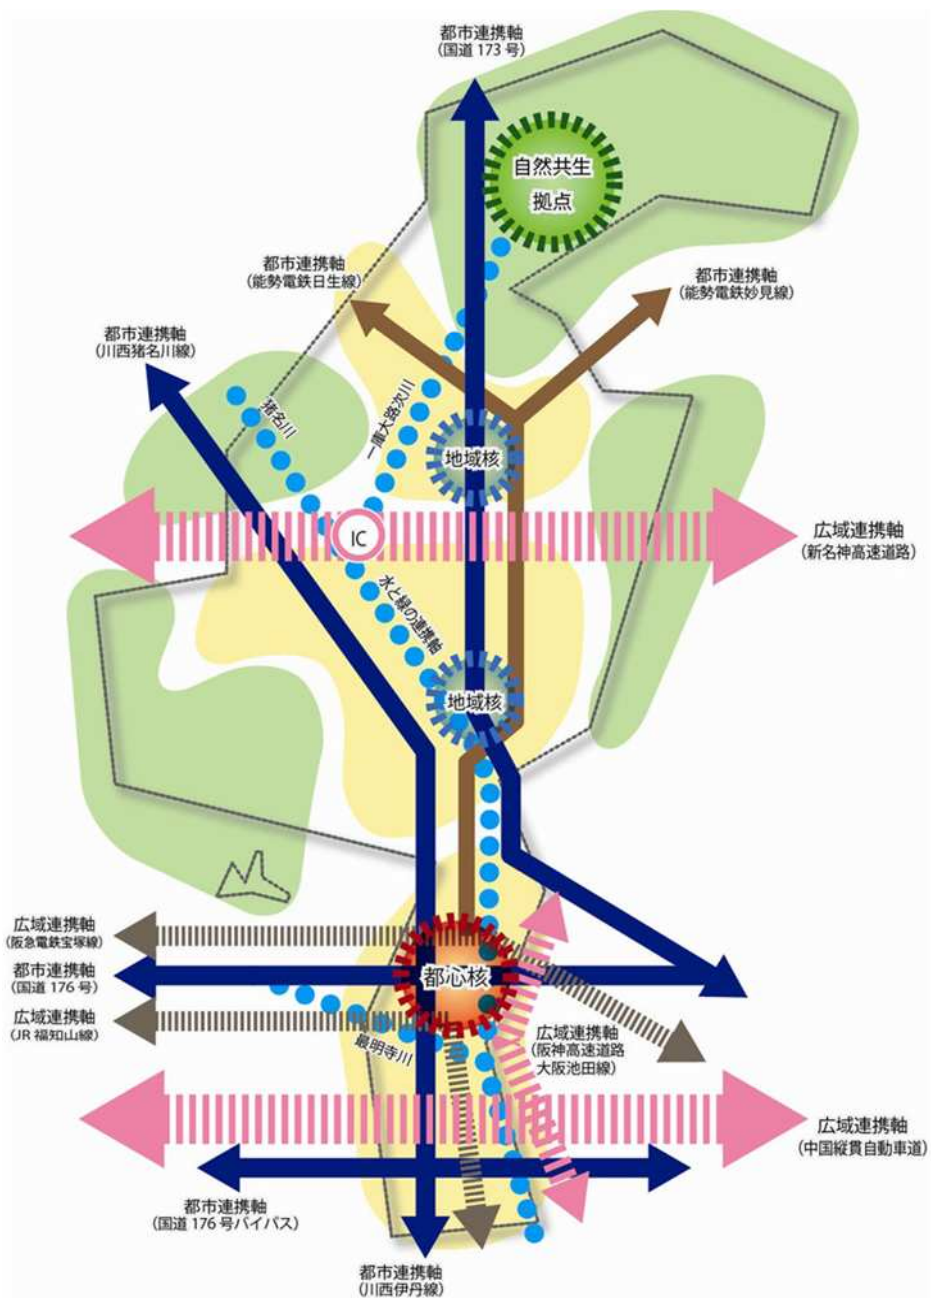 都市連携軸
(国道 173 号)
自然共生
拠点
都市連携軸
(能勢電鉄日生線)
都市連携軸
(能勢電鉄妙見線)
都市連携軸
(川西猪名川線)
猪名川
一庫大路次川
地域核
IC
広域連携軸
(新名神高速道路)
水と緑の連携軸
地域核
広域連携軸
(阪急電鉄宝塚線)
都市連携軸
(国道 176 号)
都心核
広域連携軸
(JR 福知山線)
最明寺川
広域連携軸
(阪神高速道路
大阪池田線)
広域連携軸
(中国縦貫自動車道)
都市連携軸
(国道 176 号バイパス)
都市連携軸
(川西伊丹線)